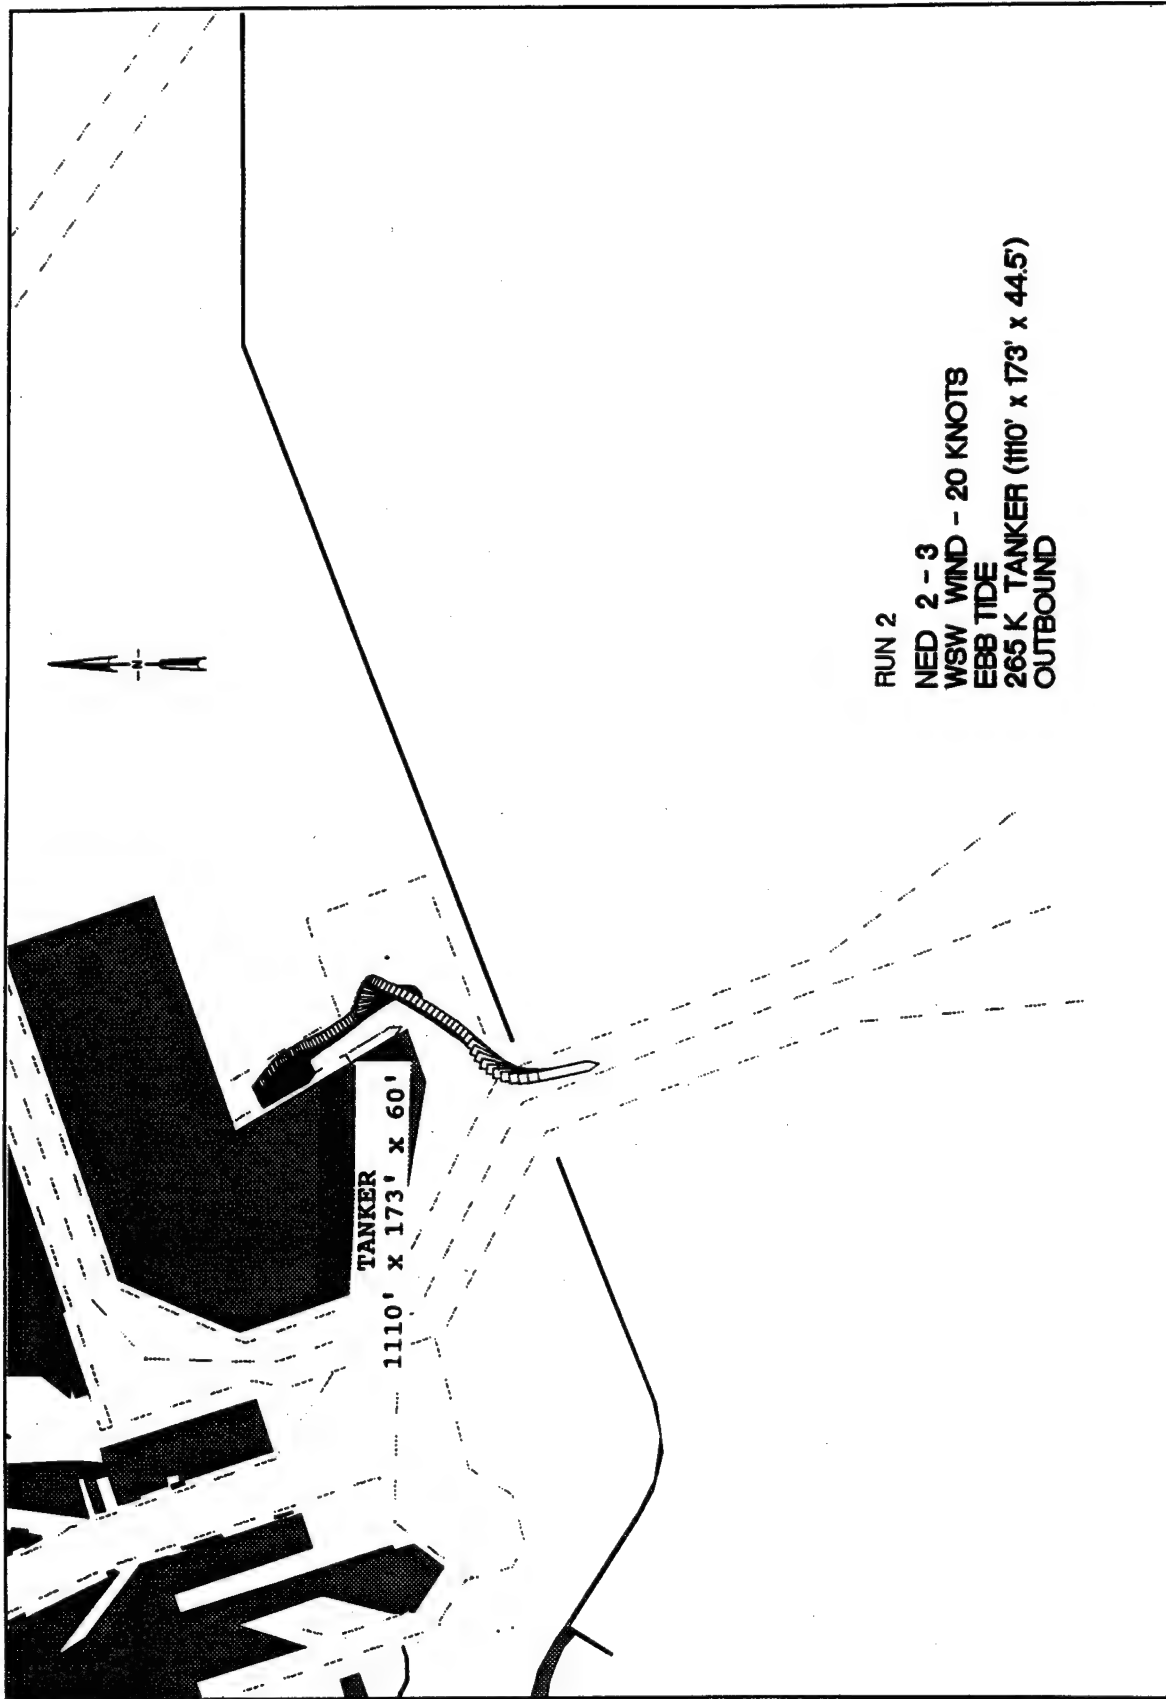 -N-
TANKER
1110' X 173' X 60'
RUN 2
NED 2 - 3
WSW WIND - 20 KNOTS
EBB TIDE
265 K TANKER (1110' x 173' x 44.5')
OUTBOUND